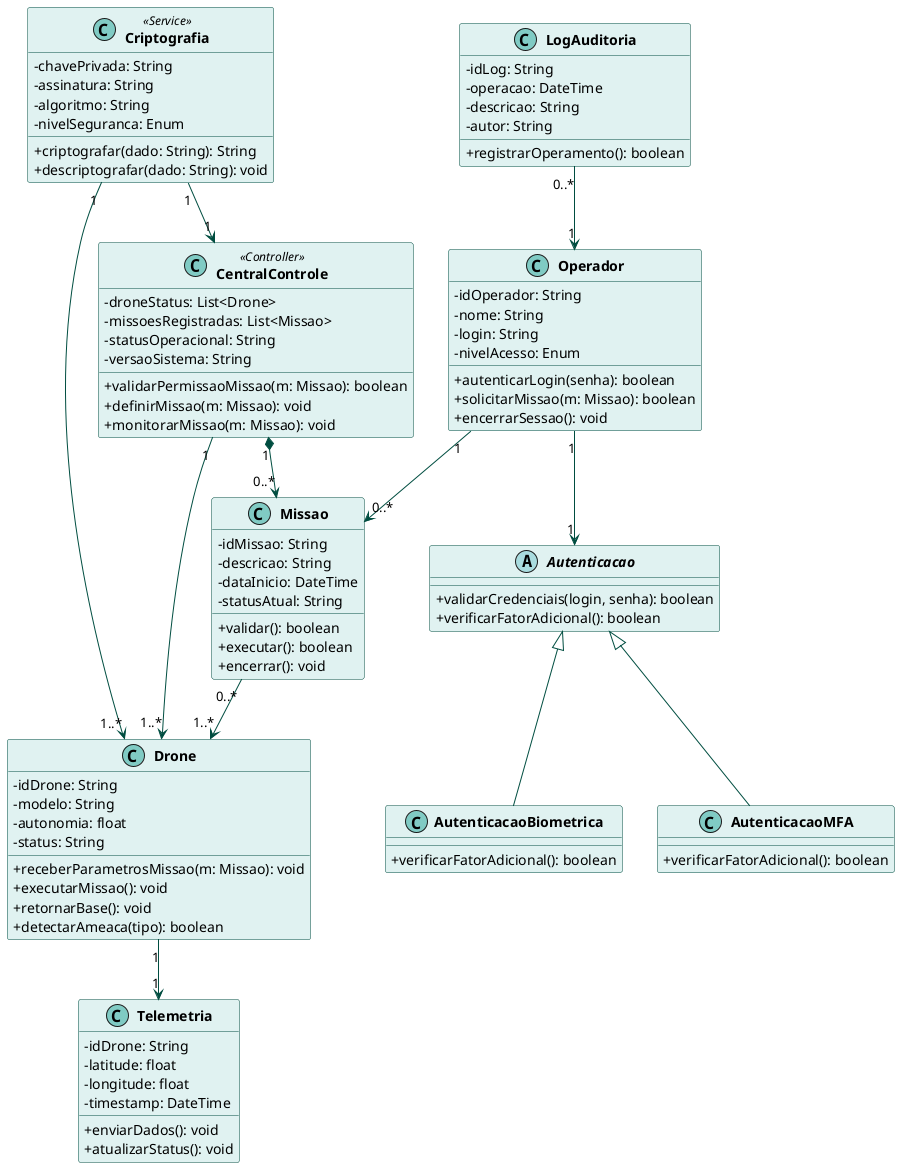 «Service»
C Criptografia
-chavePrivada: String
-assinatura: String
-algoritmo: String
-nivelSeguranca: Enum
+criptografar(dado: String): String
+descriptografar(dado: String): void
C LogAuditoria
-idLog: String
-operacao: DateTime
-descricao: String
-autor: String
+registrarOperamento(): boolean
1
1
1
0..*
1
«Controller»
C CentralControle
-droneStatus: List<Drone>
-missoesRegistradas: List<Missao>
-statusOperacional: String
-versaoSistema: String
+validarPermissaoMissao(m: Missao): boolean
+definirMissao(m: Missao): void
+monitorarMissao(m: Missao): void
C Operador
-idOperador: String
-nome: String
-login: String
-nivelAcesso: Enum
+autenticarLogin(senha): boolean
+solicitarMissao(m: Missao): boolean
+encerrarSessao(): void
1
1
1
1
0..*
0..*
1
C Missao
-idMissao: String
-descricao: String
-dataInicio: DateTime
-statusAtual: String
+validar(): boolean
+executar(): boolean
+encerrar(): void
A Autenticacao
+validarCredenciais(login, senha): boolean
+verificarFatorAdicional(): boolean
0..*
1..*
1..*
1..*
C Drone
-idDrone: String
-modelo: String
-autonomia: float
-status: String
+receberParametrosMissao(m: Missao): void
+executarMissao(): void
+retornarBase(): void
+detectarAmeaca(tipo): boolean
C AutenticacaoBiometrica
+verificarFatorAdicional(): boolean
C AutenticacaoMFA
+verificarFatorAdicional(): boolean
1
1
C Telemetria
-idDrone: String
-latitude: float
-longitude: float
-timestamp: DateTime
+enviarDados(): void
+atualizarStatus(): void